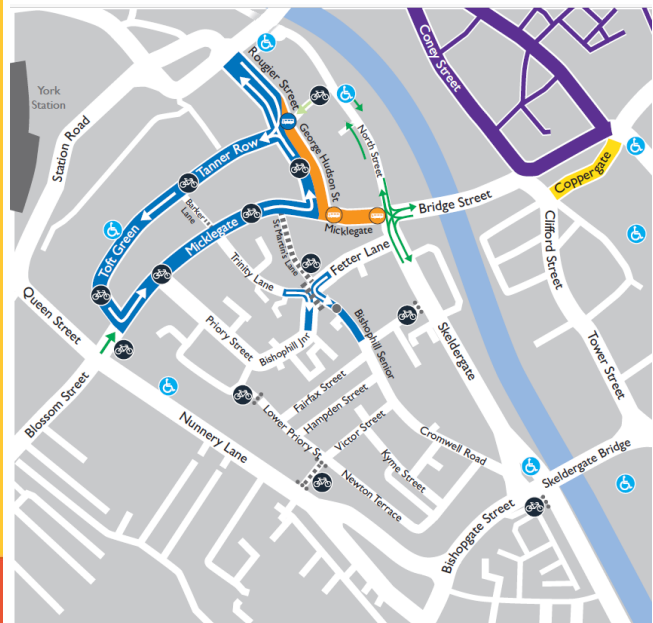 Rougier Street
Coney Street
York
Station
Station Road
George Hudson St
North Street
Tanner Row
Coppergate
Bridge Street
Micklegate
Barker
Lane
Micklegate
St Martin's Lane
Fetter Lane
Clifford Street
Toft Green
Trinity Lane
Queen Street
Priory Street
Bishophill Jnr
Bishophill Senior
Skeldergate
Tower Street
Blossom Street
Fairfax Street
Hampden Street
Nunnery Lane
Lower Priory St
Victor Street
Cromwell Road
Kyme Street
Skeldergate Bridge
Newton Terrace
Bishopgate Street